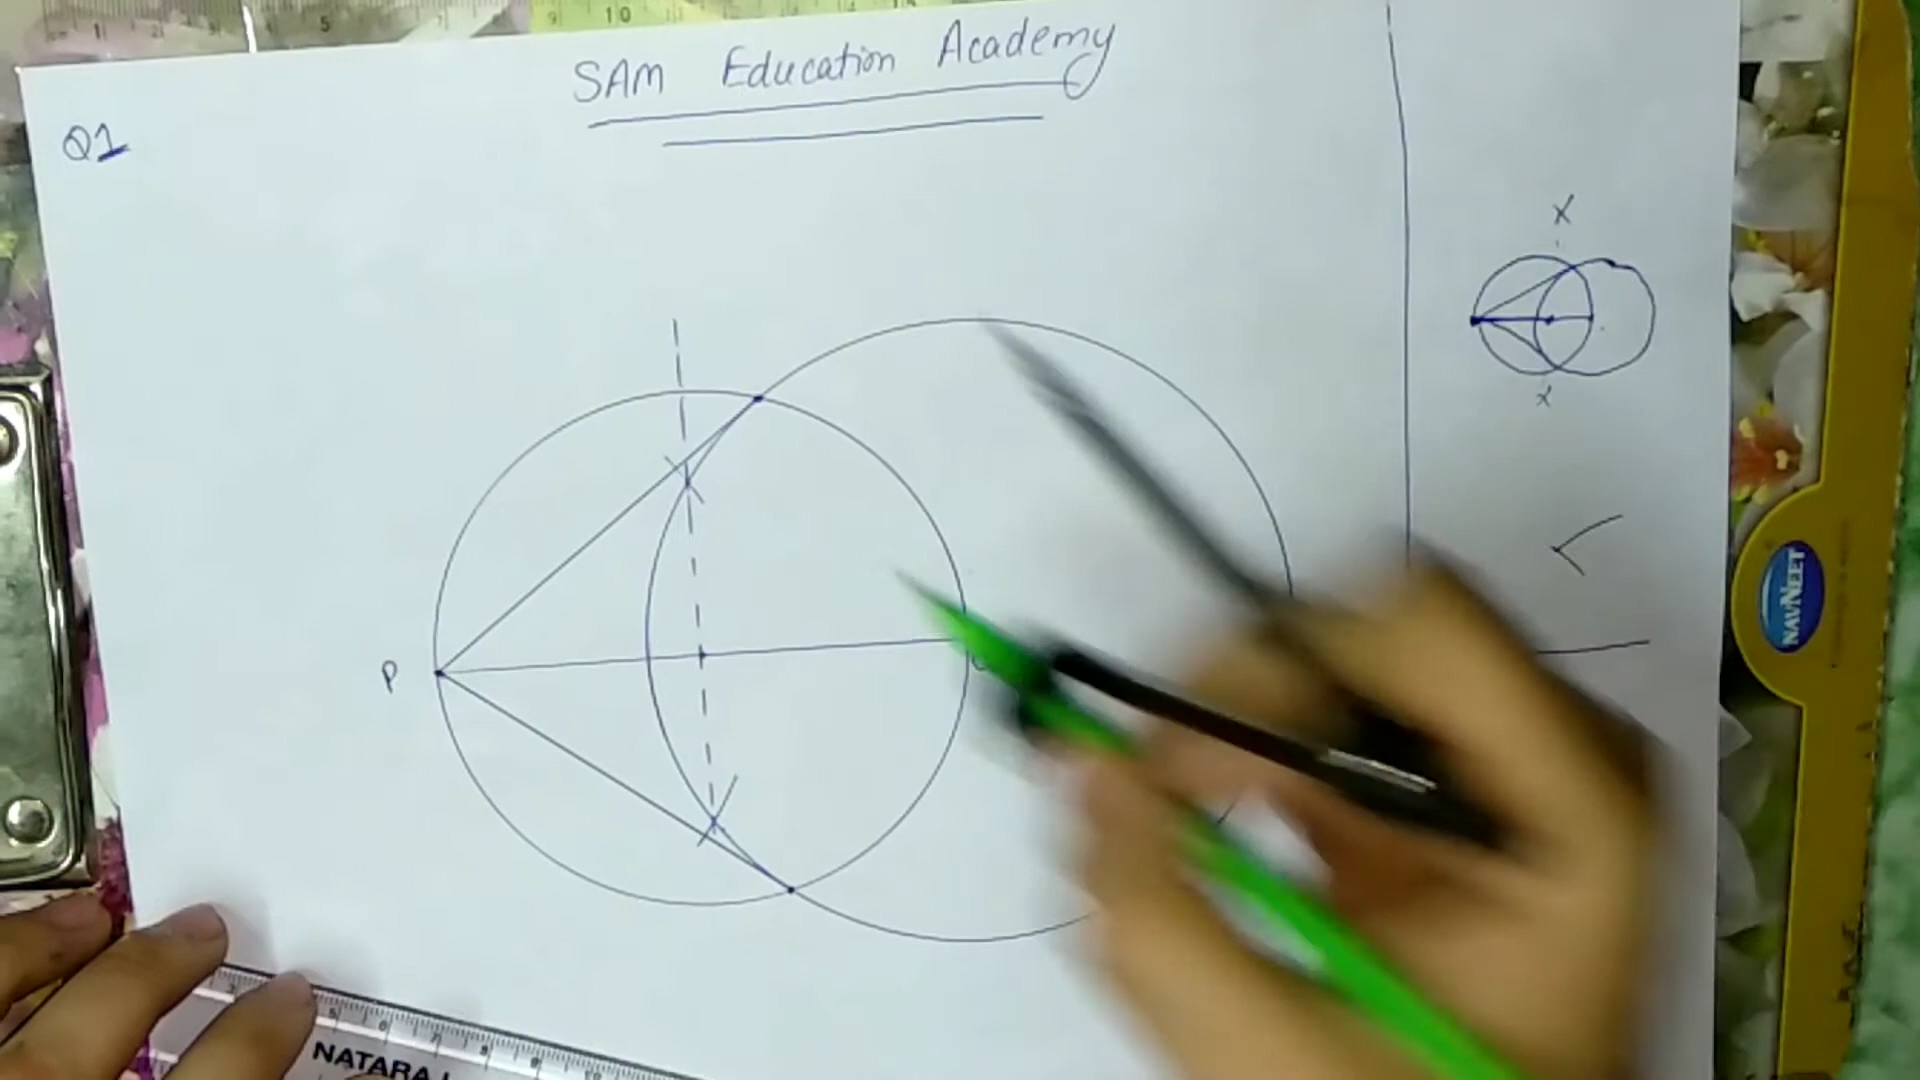 SAM Education Academy
Q1
X
P
NAVNEET
NATARA